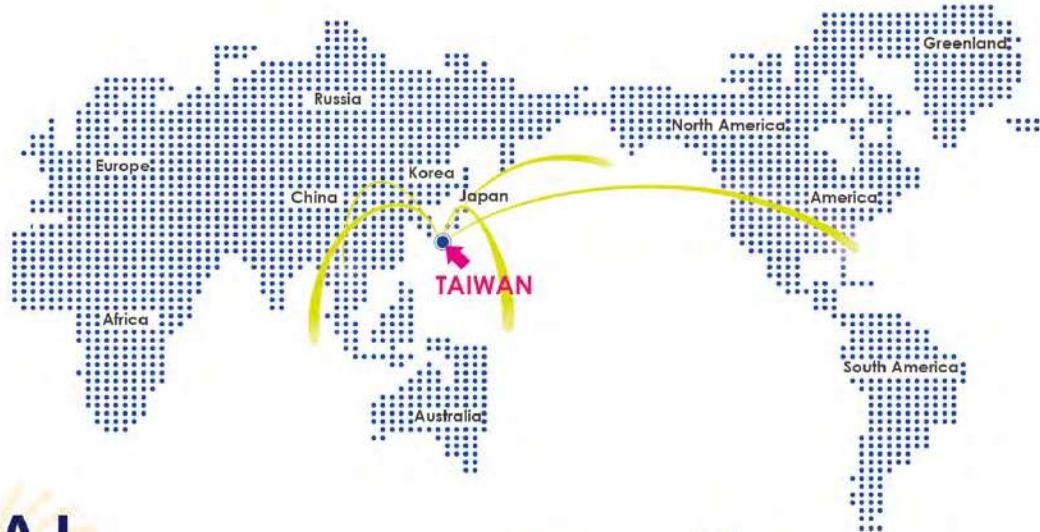 Greenland
Russia
North America
Europe
Korea
China
Japan
America
TAIWAN
Africa
South America
Australia